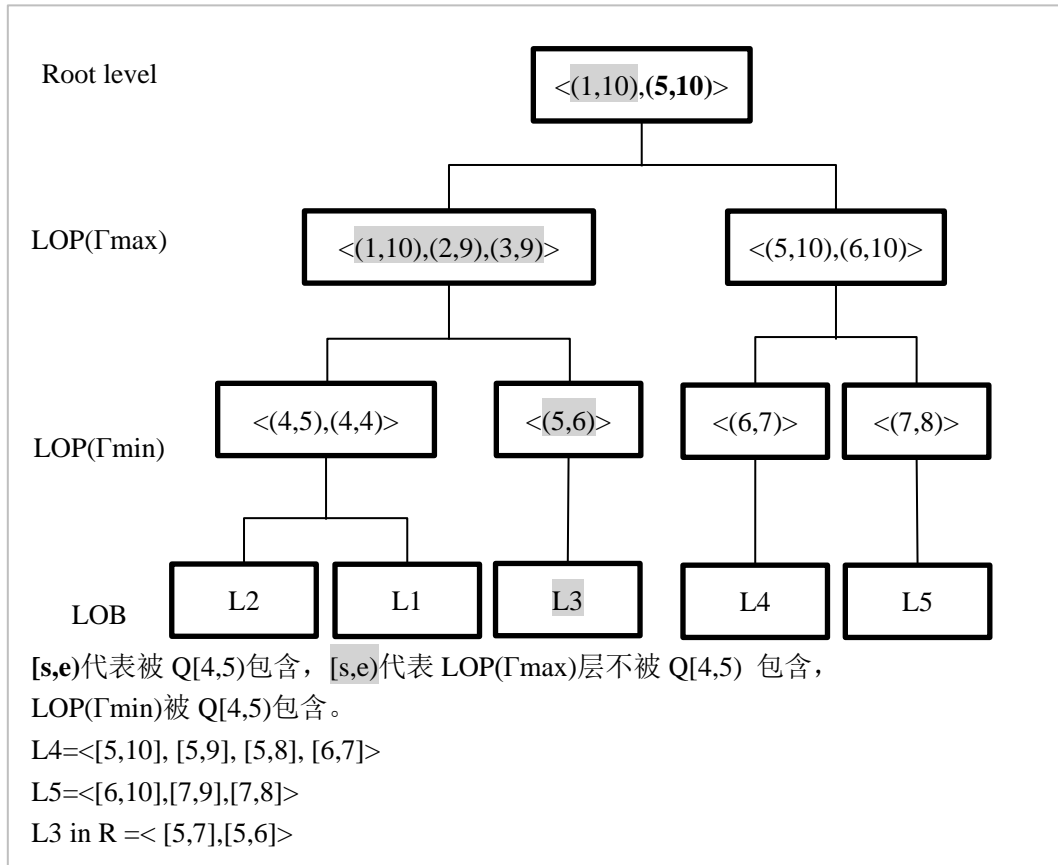 Root level
<(1,10),(5,10)>
LOP(Γmax)
<(1,10),(2,9),(3,9)>
<(5,10),(6,10)>
LOP(Γmin)
<(4,5),(4,4)>
<(5,6)>
<(6,7)>
<(7,8)>
LOB
L2
L1
L3
L4
L5
[s,e)代表被 Q[4,5)包含，[s,e)代表 LOP(Γmax)层不被 Q[4,5) 包含，
LOP(Γmin)被 Q[4,5)包含。
L4=<[5,10], [5,9], [5,8], [6,7]>
L5=<[6,10],[7,9],[7,8]>
L3 in R =< [5,7],[5,6]>